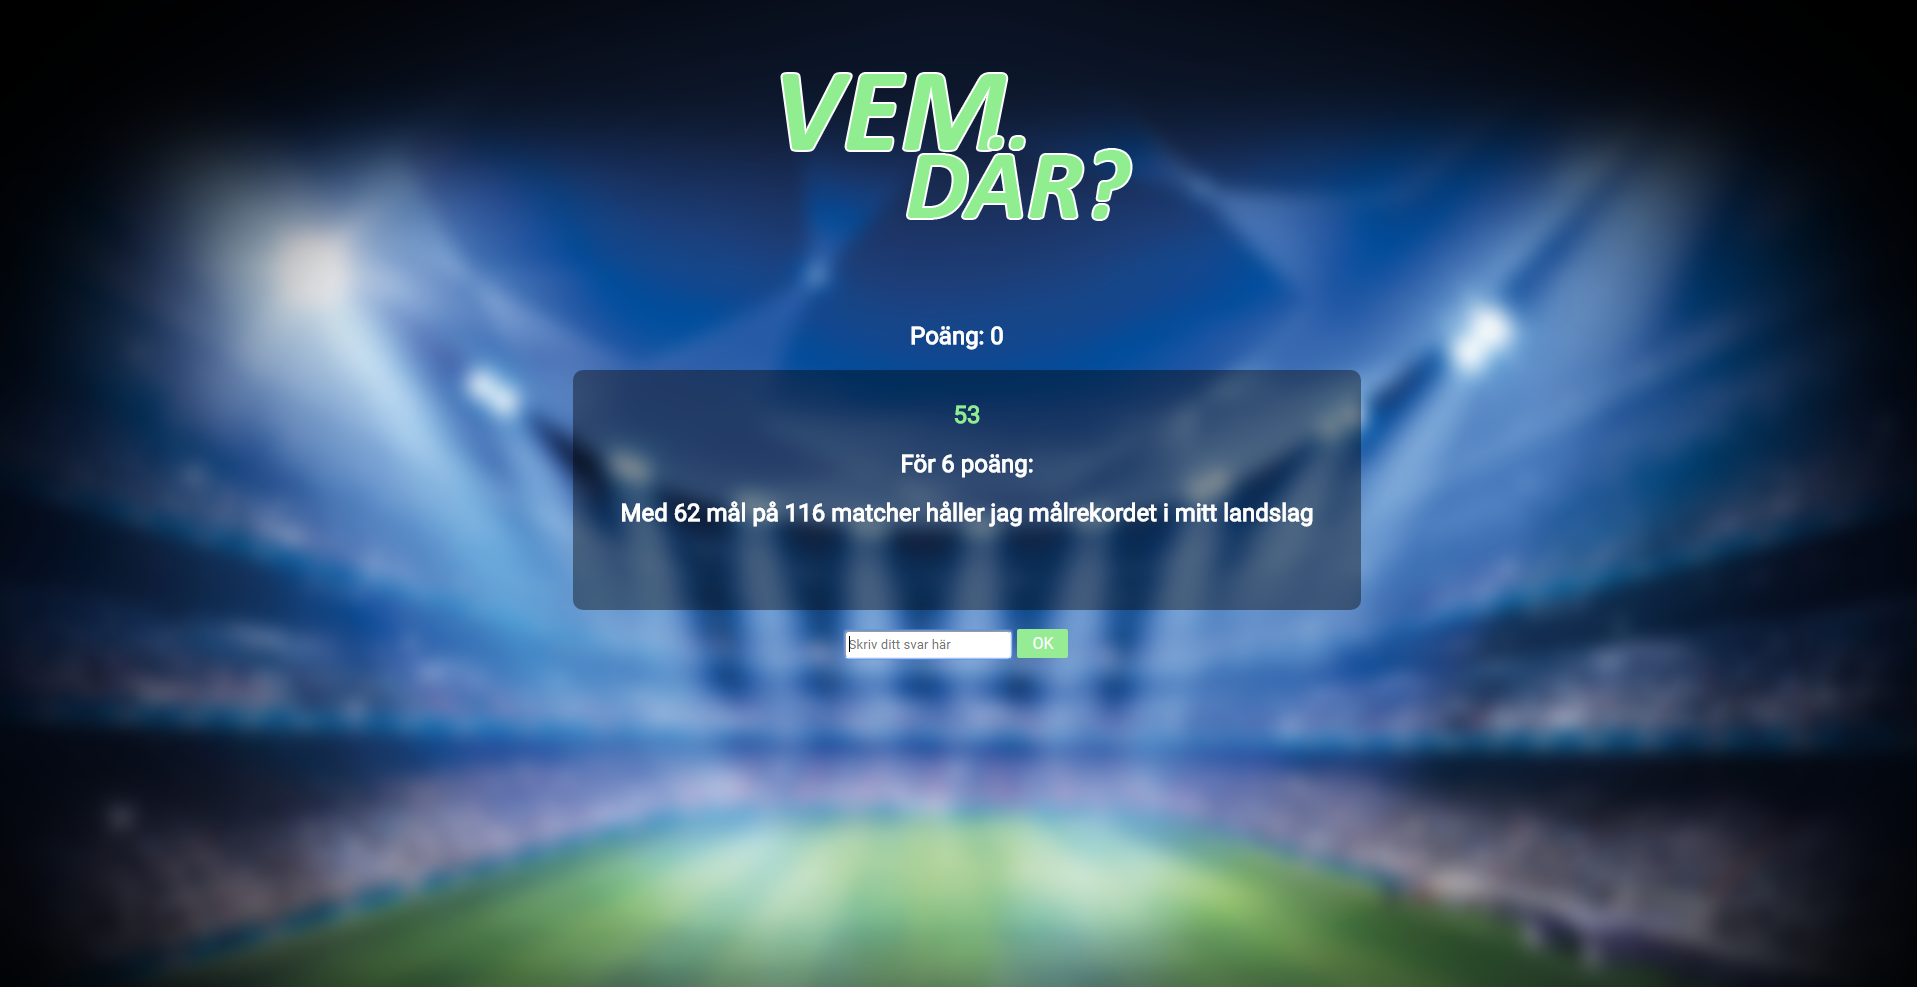 VEM
DÄR?
Poäng: 0
53
För 6 poäng:
Med 62 mål på 116 matcher håller jag målrekordet i mitt landslag
Skriv ditt svar här OK